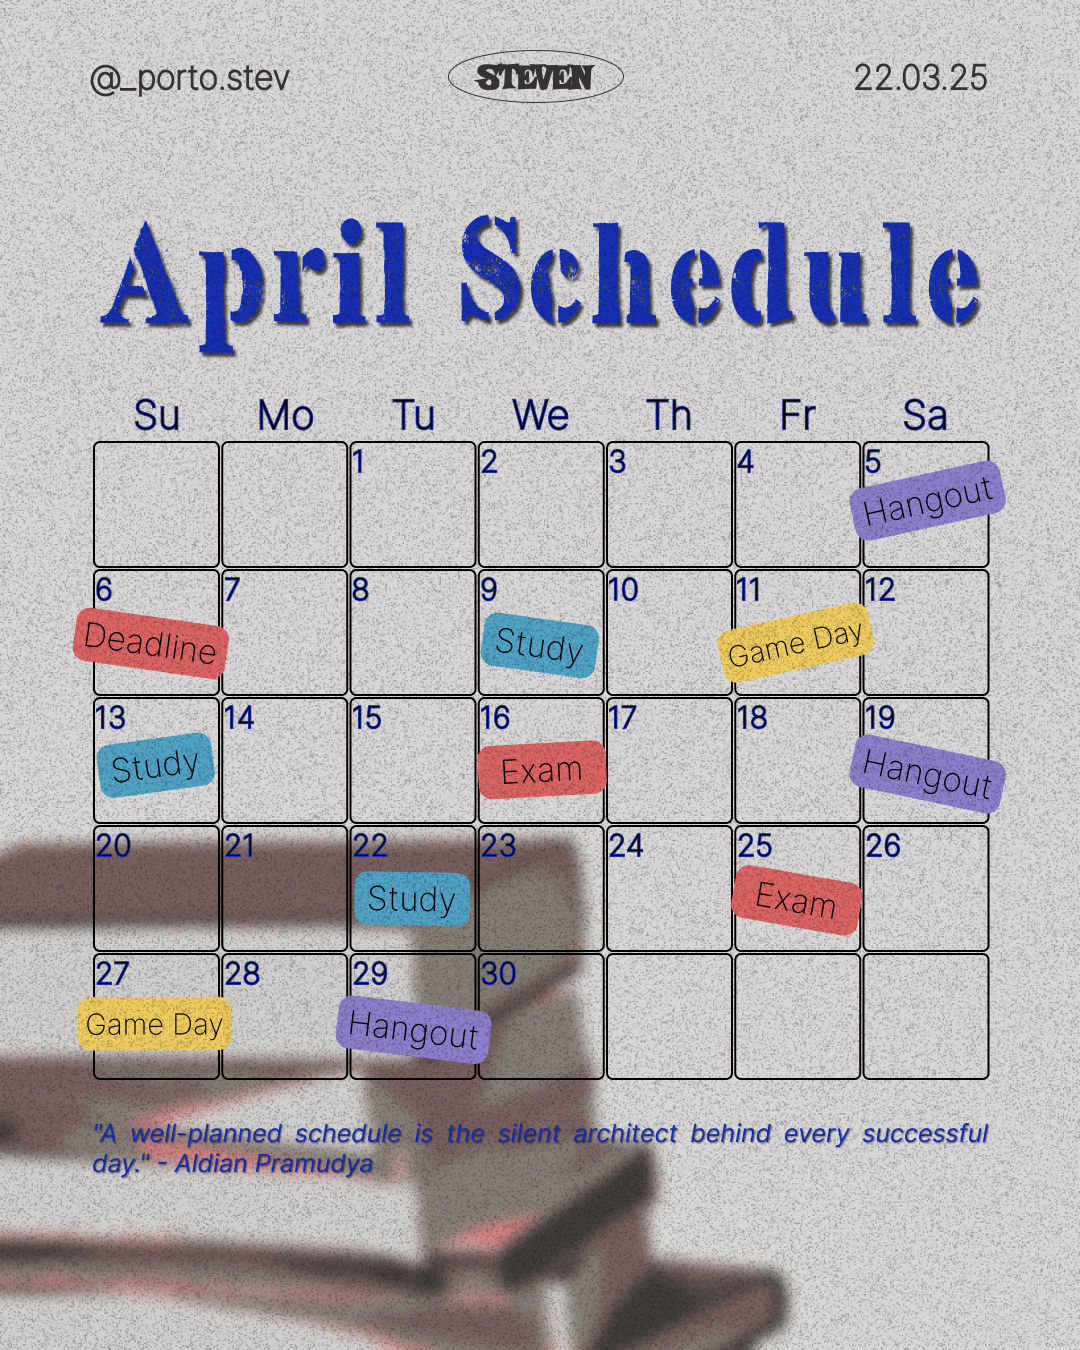 @_porto.stev STEVEN 22.03.25
April Schedule
Su Mo Tu We Th Fr Sa
1 2 3 4 5
Hangout
6 7 8 9 10 11 12
Deadline Study Game Day
13 14 15 16 17 18 19
Study Exam Hangout
20 21 22 23 24 25 26
Study Exam
27 28 29 30
Game Day Hangout
"A well-planned schedule is the silent architect behind every successful
day." - Aldian Pramudya